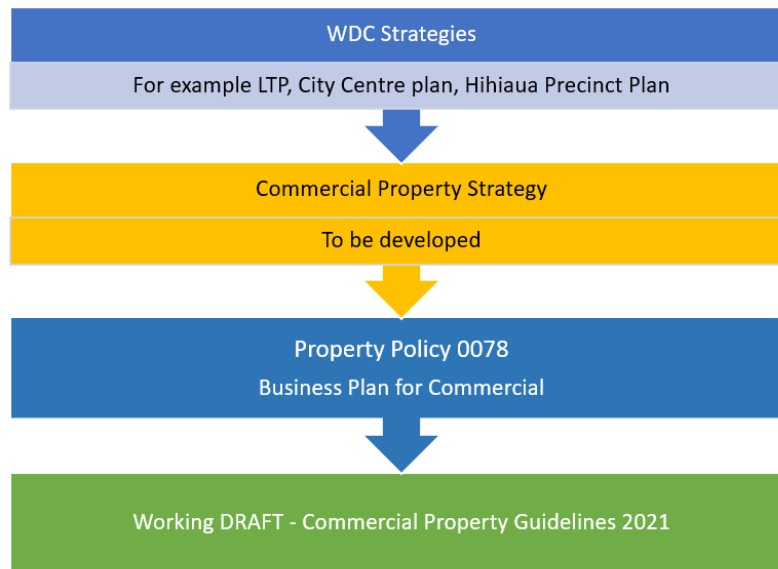 WDC Strategies
For example LTP, City Centre plan, Hihiaua Precinct Plan
Commercial Property Strategy
To be developed
Property Policy 0078
Business Plan for Commercial
Working DRAFT - Commercial Property Guidelines 2021